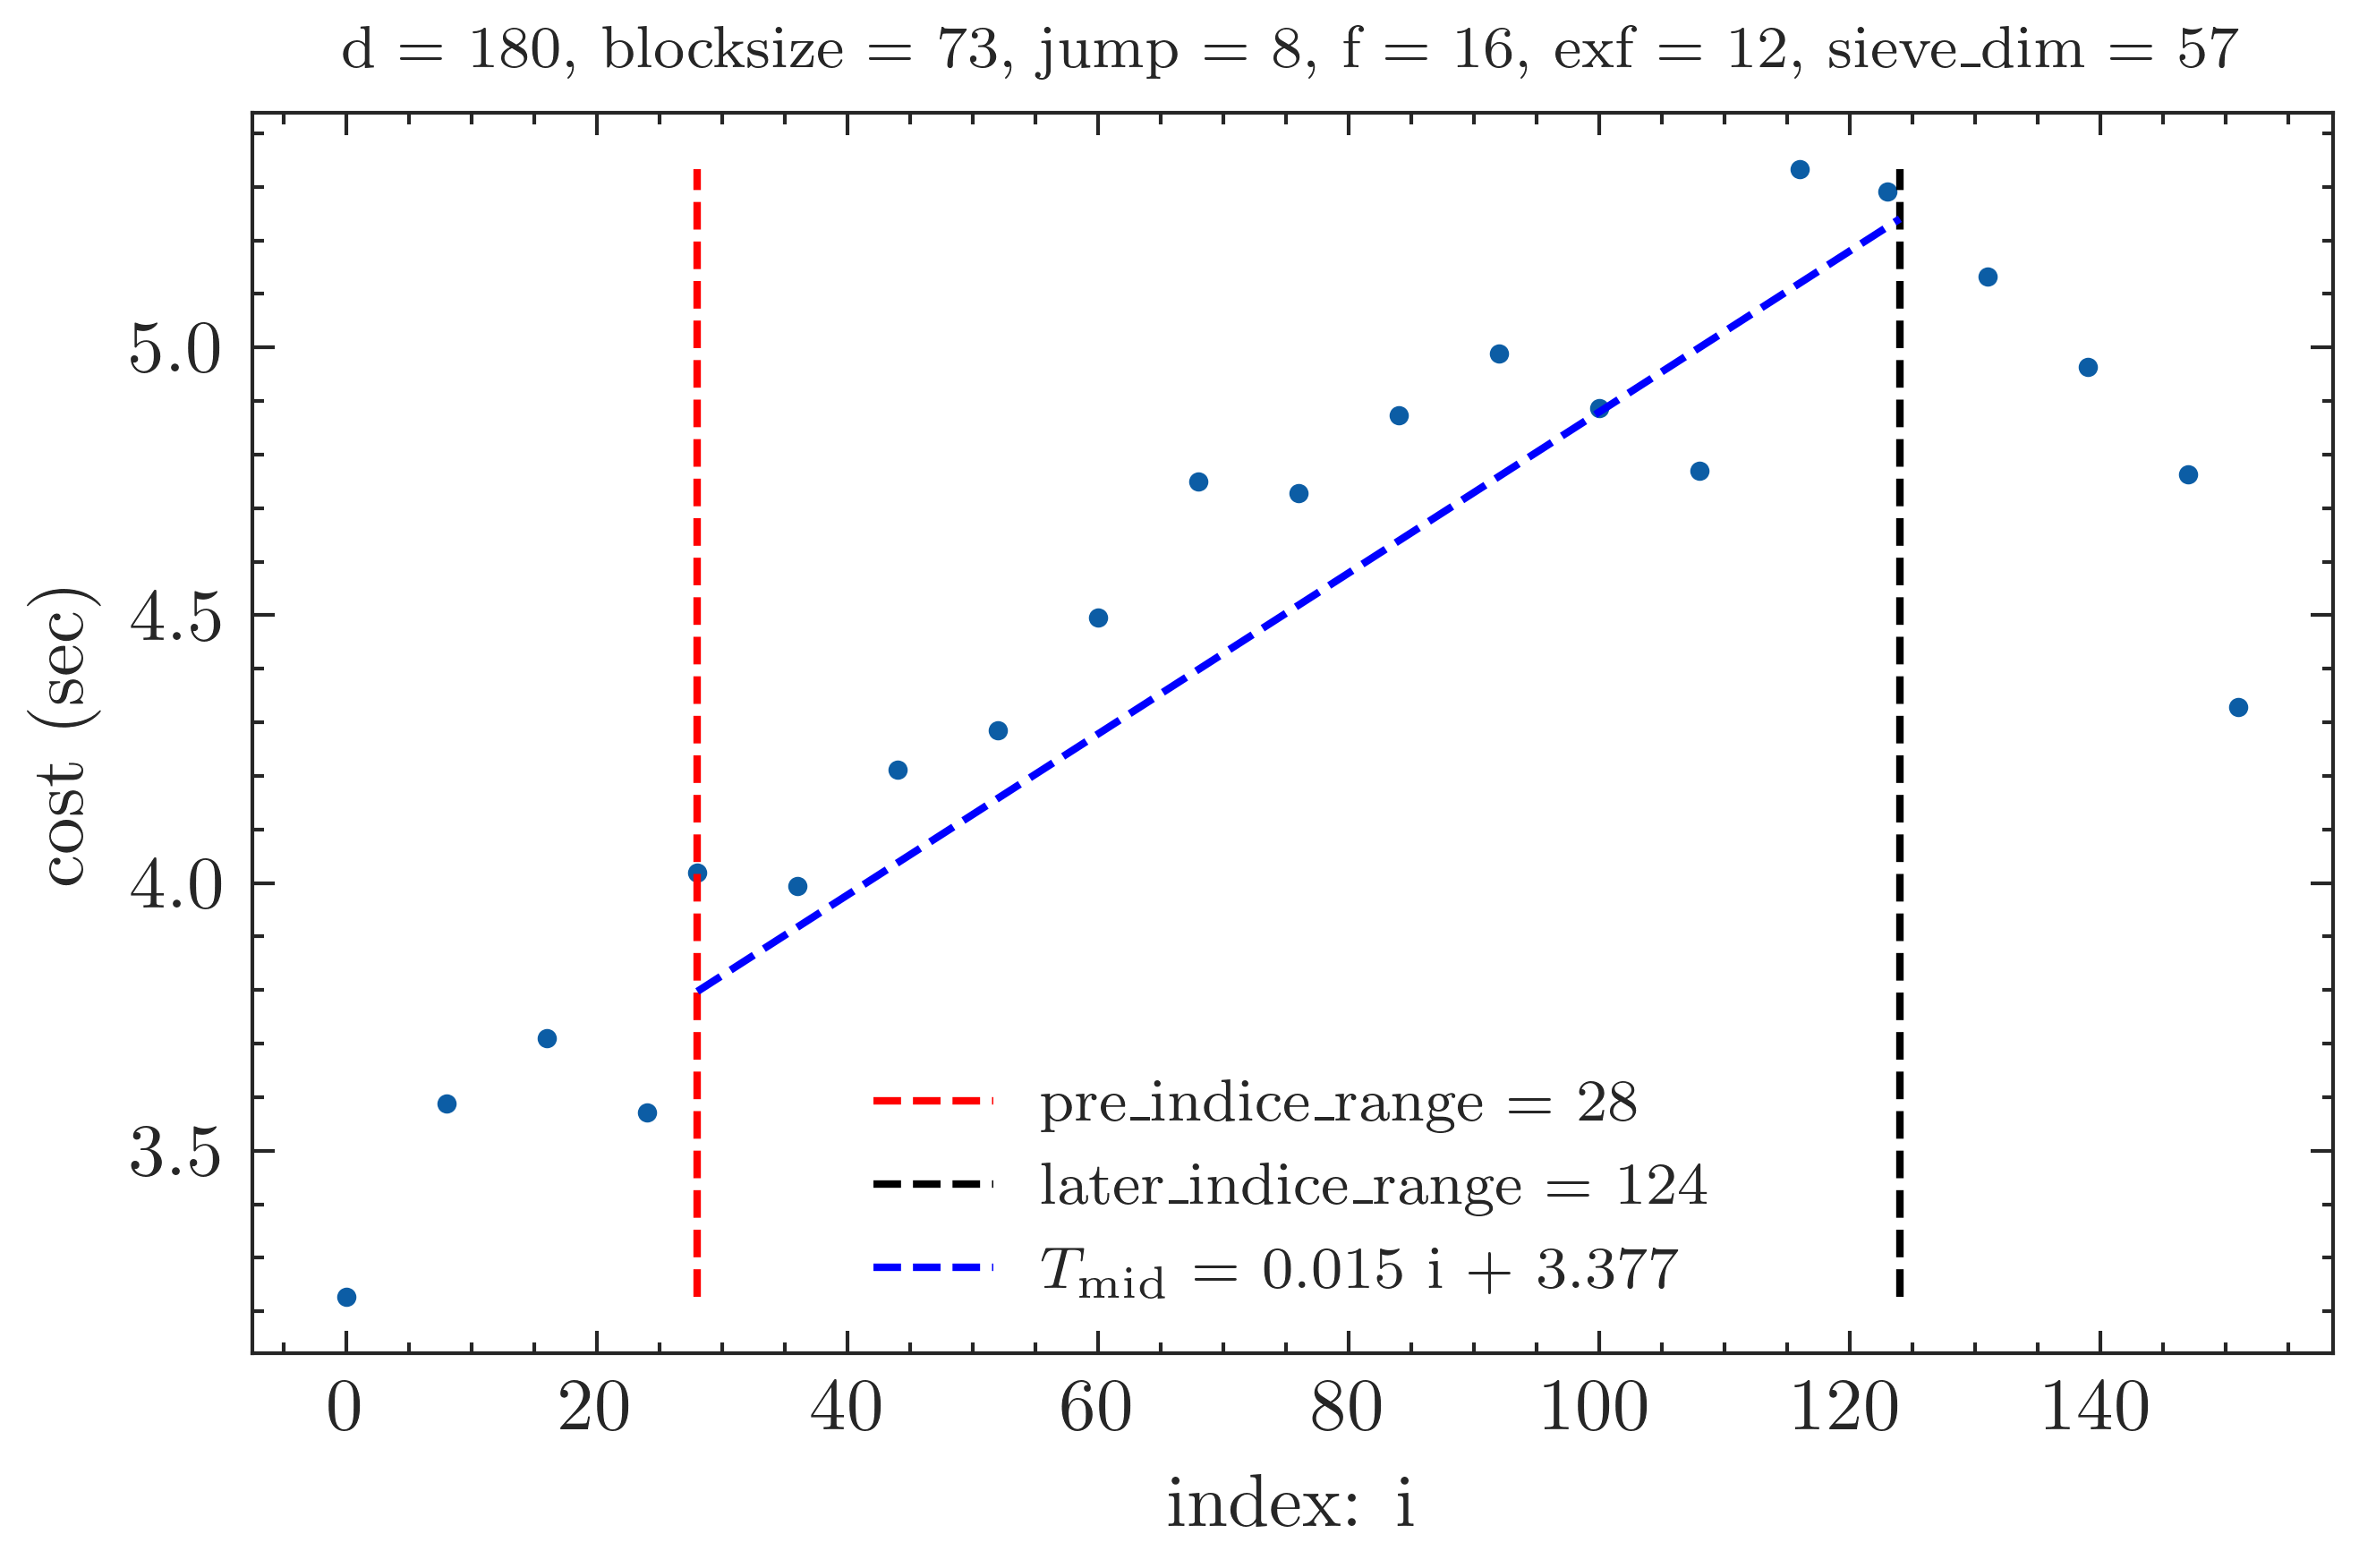 d = 180, blocksize = 73, jump = 8, f = 16, exf = 12, sieve_dim = 57
cost (sec)
5.0
4.5
4.0
3.5
pre_indice_range = 28
later_indice_range = 124
T_mid = 0.015 i + 3.377
0 20 40 60 80 100 120 140
index: i